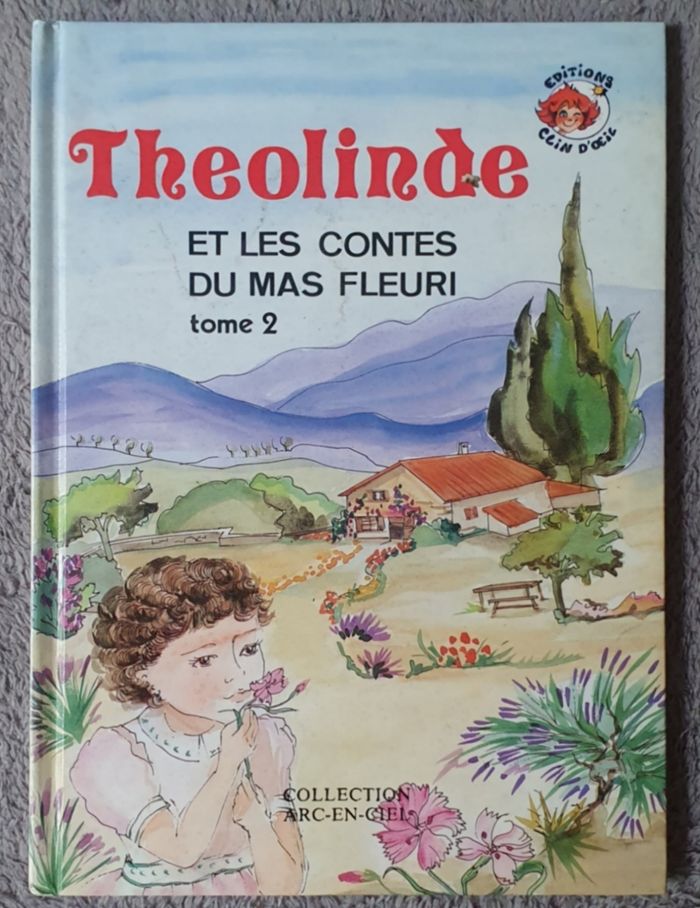 EDITIONS
CLIN D'ŒIL
Theolinde
ET LES CONTES
DU MAS FLEURI
tome 2
COLLECTION
ARC-EN-CIEL